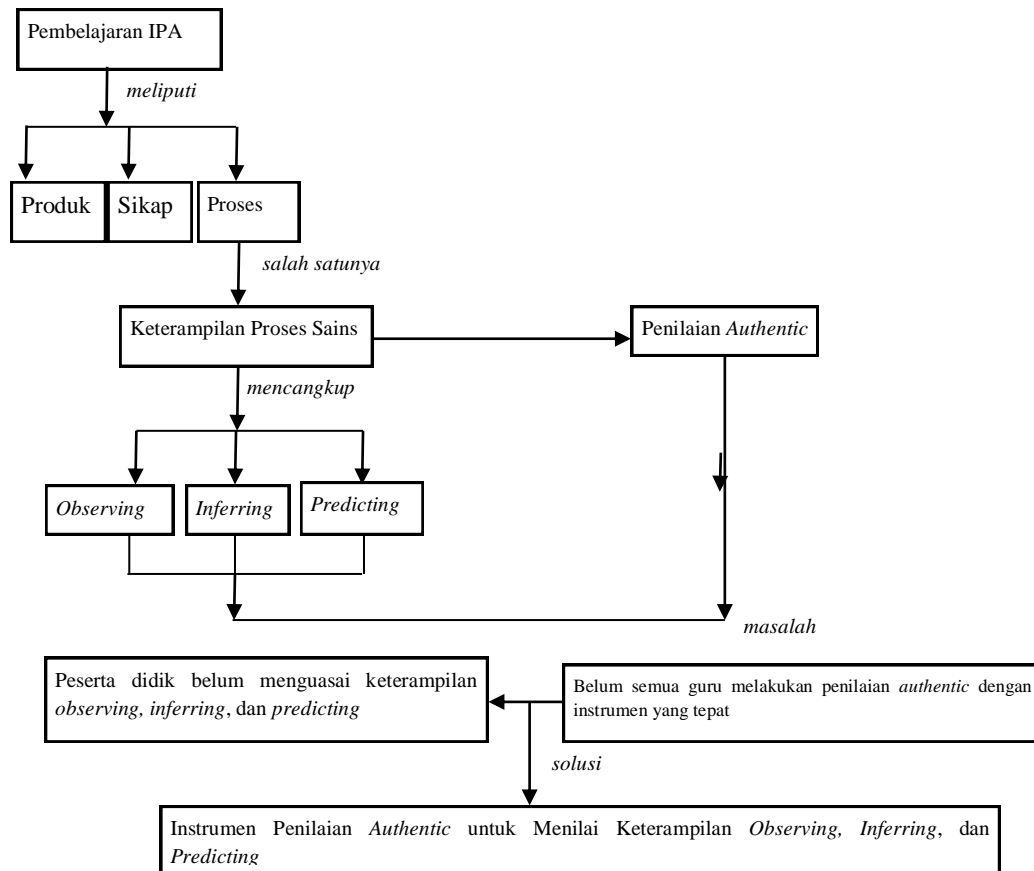 Pembelajaran IPA
meliputi
Produk
Sikap
Proses
salah satunya
Keterampilan Proses Sains
Penilaian Authentic
mencangkup
Observing
Inferring
Predicting
masalah
Peserta didik belum menguasai keterampilan
observing, inferring, dan predicting
Belum semua guru melakukan penilaian authentic dengan
instrumen yang tepat
solusi
Instrumen Penilaian Authentic untuk Menilai Keterampilan Observing, Inferring, dan
Predicting